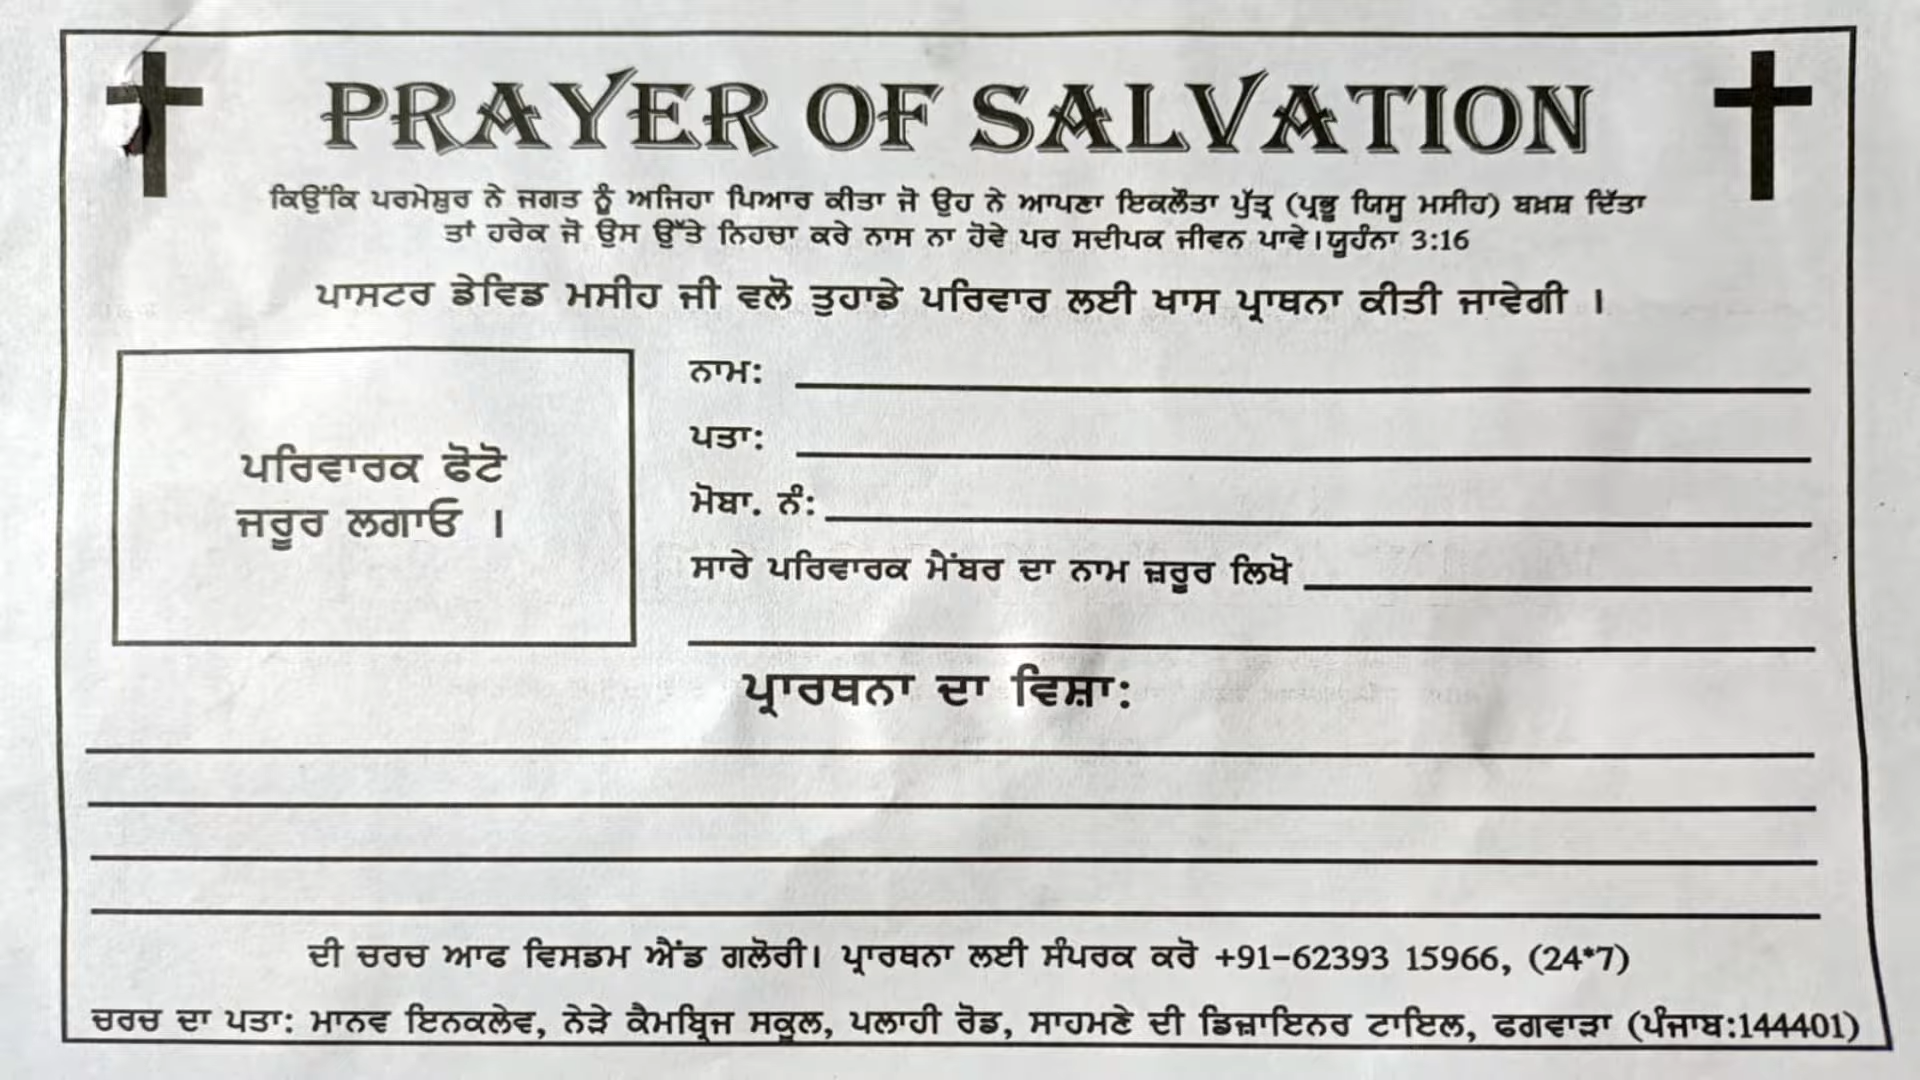 PRAYER OF SALVATION
ਕਿਉਂਕਿ ਪਰਮੇਸ਼ੁਰ ਨੇ ਜਗਤ ਨੂੰ ਅਜਿਹਾ ਪਿਆਰ ਕੀਤਾ ਜੋ ਉਹ ਨੇ ਆਪਣਾ ਇਕਲੌਤਾ ਪੁੱਤ੍ਰ (ਪ੍ਰਭੂ ਯਿਸੂ ਮਸੀਹ) ਬਖ਼ਸ਼ ਦਿੱਤਾ
ਤਾਂ ਹਰੇਕ ਜੋ ਉਸ ਉੱਤੇ ਨਿਹਚਾ ਕਰੇ ਨਾਸ ਨਾ ਹੋਵੇ ਪਰ ਸਦੀਪਕ ਜੀਵਨ ਪਾਵੇ।ਯੂਹੰਨਾ 3:16
ਪਾਸਟਰ ਡੇਵਿਡ ਮਸੀਹ ਜੀ ਵਲੋ ਤੁਹਾਡੇ ਪਰਿਵਾਰ ਲਈ ਖਾਸ ਪ੍ਰਾਥਨਾ ਕੀਤੀ ਜਾਵੇਗੀ ।
ਪਰਿਵਾਰਕ ਫੋਟੋ
ਜਰੂਰ ਲਗਾਓ ।
ਨਾਮ:
ਪਤਾ:
ਮੋਬਾ. ਨੰ:
ਸਾਰੇ ਪਰਿਵਾਰਕ ਮੈਂਬਰ ਦਾ ਨਾਮ ਜ਼ਰੂਰ ਲਿਖੋ
ਪ੍ਰਾਰਥਨਾ ਦਾ ਵਿਸ਼ਾ:
ਦੀ ਚਰਚ ਆਫ ਵਿਸਡਮ ਐਂਡ ਗਲੋਰੀ। ਪ੍ਰਾਰਥਨਾ ਲਈ ਸੰਪਰਕ ਕਰੋ +91-62393 15966, (24*7)
ਚਰਚ ਦਾ ਪਤਾ: ਮਾਨਵ ਇਨਕਲੇਵ, ਨੇੜੇ ਕੈਮਬ੍ਰਿਜ ਸਕੂਲ, ਪਲਾਹੀ ਰੋਡ, ਸਾਹਮਣੇ ਦੀ ਡਿਜ਼ਾਇਨਰ ਟਾਇਲ, ਫਗਵਾੜਾ (ਪੰਜਾਬ:144401)